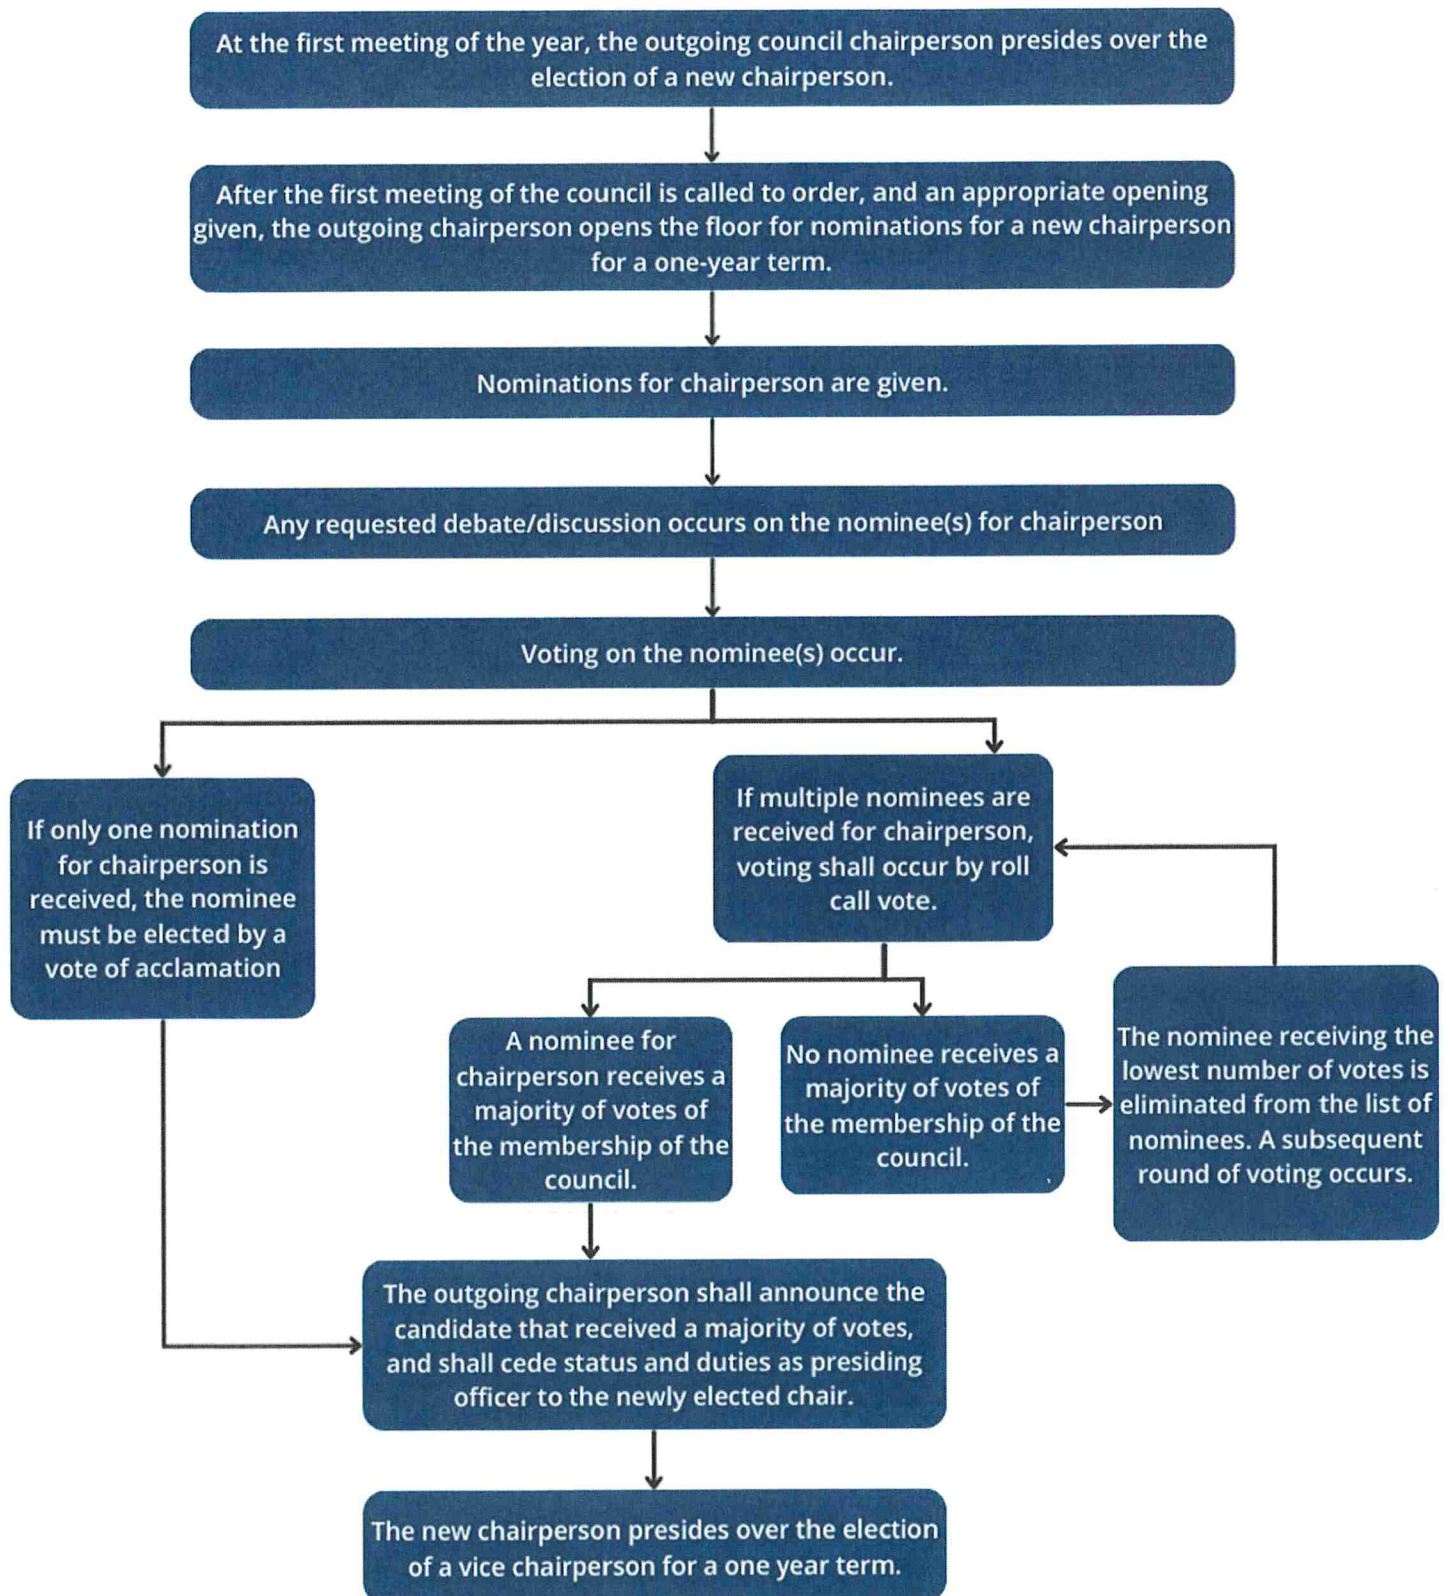 At the first meeting of the year, the outgoing council chairperson presides over the
election of a new chairperson.
After the first meeting of the council is called to order, and an appropriate opening
given, the outgoing chairperson opens the floor for nominations for a new chairperson
for a one-year term.
Nominations for chairperson are given.
Any requested debate/discussion occurs on the nominee(s) for chairperson
Voting on the nominee(s) occur.
If only one nomination
for chairperson is
received, the nominee
must be elected by a
vote of acclamation
If multiple nominees are
received for chairperson,
voting shall occur by roll
call vote.
A nominee for
chairperson receives a
majority of votes of
the membership of the
council.
No nominee receives a
majority of votes of
the membership of the
council.
The nominee receiving the
lowest number of votes is
eliminated from the list of
nominees. A subsequent
round of voting occurs.
The outgoing chairperson shall announce the
candidate that received a majority of votes,
and shall cede status and duties as presiding
officer to the newly elected chair.
The new chairperson presides over the election
of a vice chairperson for a one year term.